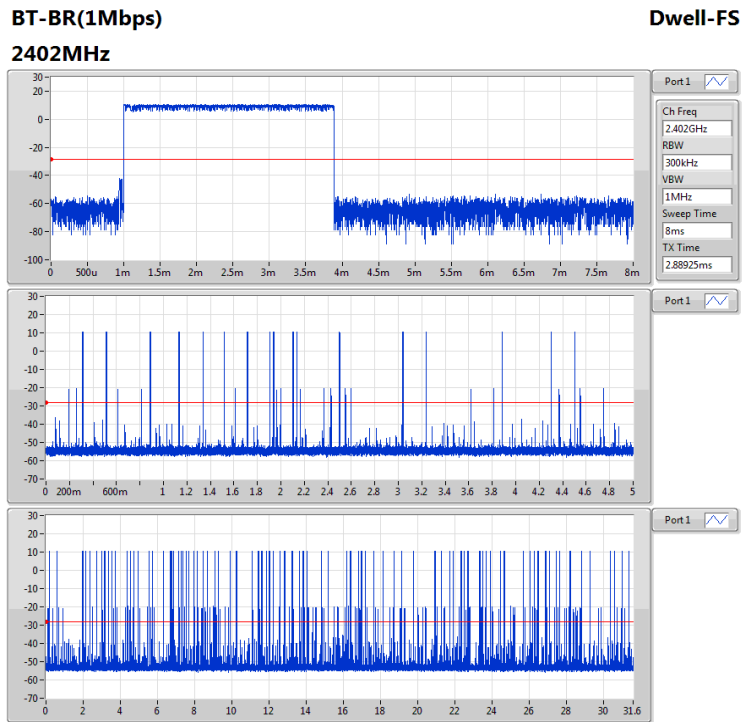 BT-BR(1Mbps) Dwell-FS
2402MHz
30
20
0
-20
-40
-60
-80
-100
0 500u 1m 1.5m 2m 2.5m 3m 3.5m 4m 4.5m 5m 5.5m 6m 6.5m 7m 7.5m 8m
Port 1
Ch Freq
2.402GHz
RBW
300kHz
VBW
1MHz
Sweep Time
8ms
TX Time
2.88925ms
30
20
10
0
-10
-20
-30
-40
-50
-60
-70
0 200m 600m 1 1.2 1.4 1.6 1.8 2 2.2 2.4 2.6 2.8 3 3.2 3.4 3.6 3.8 4 4.2 4.4 4.6 4.8 5
Port 1
30
20
10
0
-10
-20
-30
-40
-50
-60
-70
0 2 4 6 8 10 12 14 16 18 20 22 24 26 28 30 31.6
Port 1